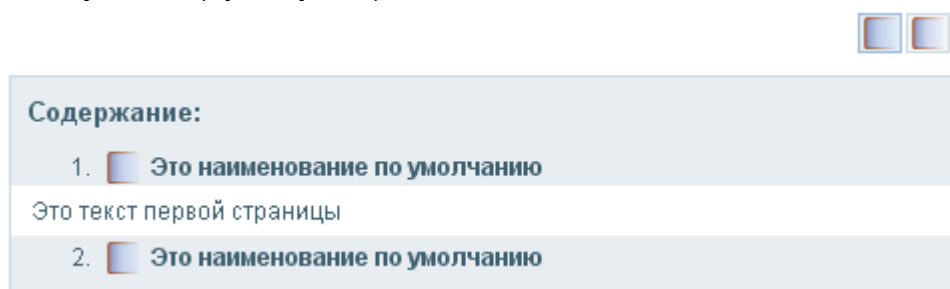 Содержание:
1. Это наименование по умолчанию
Это текст первой страницы
2. Это наименование по умолчанию